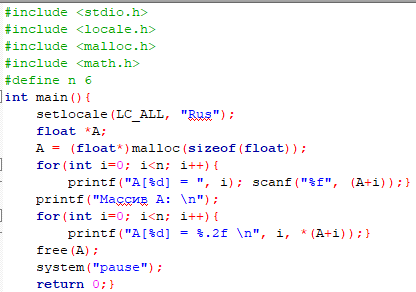 #include <stdio.h>
#include <locale.h>
#include <malloc.h>
#include <math.h>
#define n 6
int main(){
setlocale(LC_ALL, "Rus");
float *A;
A = (float*)malloc(sizeof(float));
for(int i=0; i<n; i++){
printf("A[%d] = ", i); scanf("%f", (A+i));}
printf("Массив А: \n");
for(int i=0; i<n; i++){
printf("A[%d] = %.2f \n", i, *(A+i));}
free(A);
system("pause");
return 0;}